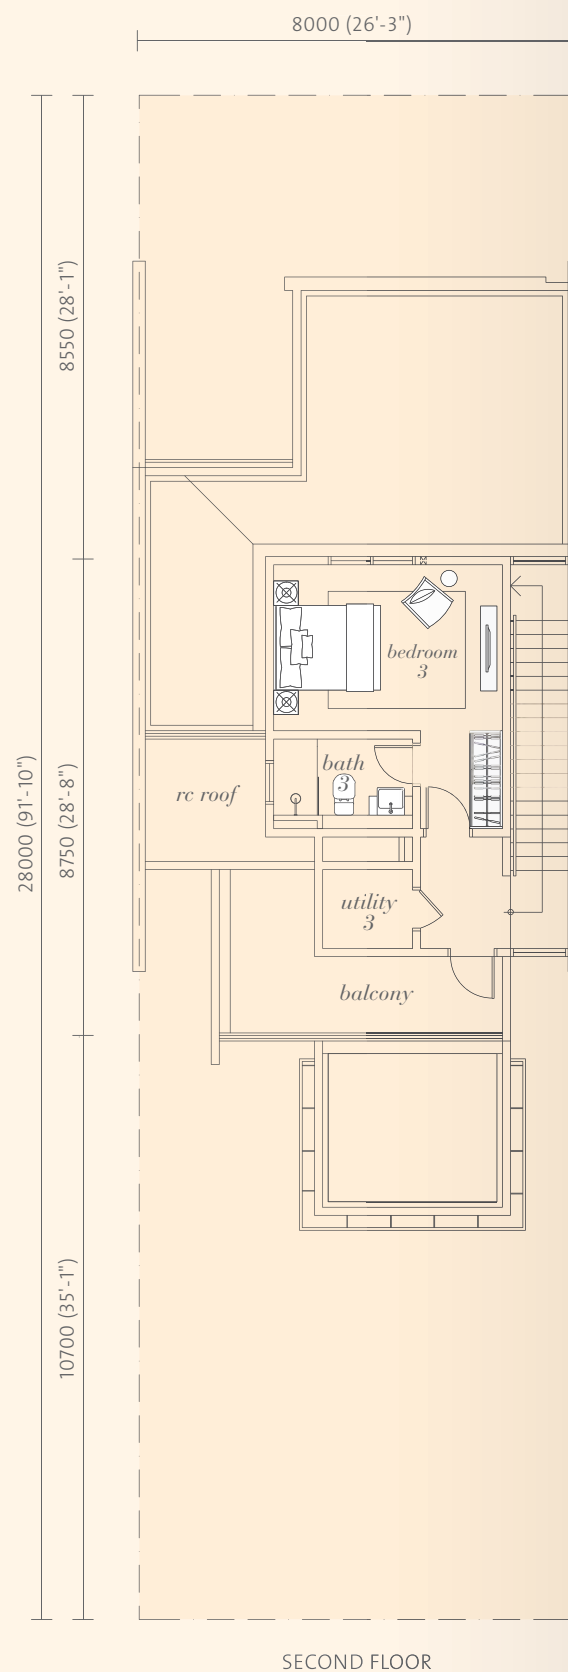 8000 (26'-3")
8550 (28'-1")
bedroom
3
bath
3
rc roof
28000 (91'-10")
8750 (28'-8")
utility
3
balcony
10700 (35'-1")
SECOND FLOOR